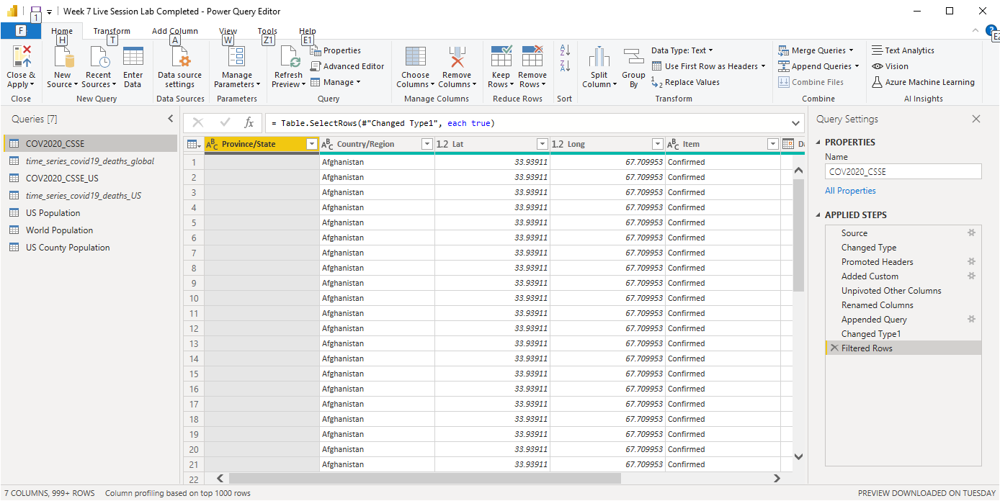 Week 7 Live Session Lab Completed - Power Query Editor
1
F Home Transform Add Column View Tools Help
H T A W Z1 E1
Close & Apply
New Source
Recent Sources
Enter Data
Data source settings
Manage Parameters
Refresh Preview
Properties
Advanced Editor
Manage
Choose Columns
Remove Columns
Keep Rows
Remove Rows
Split Column
Group By
Data Type: Text
Use First Row as Headers
Replace Values
Merge Queries
Append Queries
Combine Files
Text Analytics
Vision
Azure Machine Learning
Close New Query Data Sources Parameters Query Manage Columns Reduce Rows Sort Transform Combine AI Insights
Queries [7]
COV2020_CSSE
time_series_covid19_deaths_global
COV2020_CSSE_US
time_series_covid19_deaths_US
US Population
World Population
US County Population
fx = Table.SelectRows(#"Changed Type1", each true)
ABC Province/State ABC Country/Region 1.2 Lat 1.2 Long ABC Item
1 Afghanistan 33.93911 67.709953 Confirmed
2 Afghanistan 33.93911 67.709953 Confirmed
3 Afghanistan 33.93911 67.709953 Confirmed
4 Afghanistan 33.93911 67.709953 Confirmed
5 Afghanistan 33.93911 67.709953 Confirmed
6 Afghanistan 33.93911 67.709953 Confirmed
7 Afghanistan 33.93911 67.709953 Confirmed
8 Afghanistan 33.93911 67.709953 Confirmed
9 Afghanistan 33.93911 67.709953 Confirmed
10 Afghanistan 33.93911 67.709953 Confirmed
11 Afghanistan 33.93911 67.709953 Confirmed
12 Afghanistan 33.93911 67.709953 Confirmed
13 Afghanistan 33.93911 67.709953 Confirmed
14 Afghanistan 33.93911 67.709953 Confirmed
15 Afghanistan 33.93911 67.709953 Confirmed
16 Afghanistan 33.93911 67.709953 Confirmed
17 Afghanistan 33.93911 67.709953 Confirmed
18 Afghanistan 33.93911 67.709953 Confirmed
19 Afghanistan 33.93911 67.709953 Confirmed
20 Afghanistan 33.93911 67.709953 Confirmed
21 Afghanistan 33.93911 67.709953 Confirmed
22
Query Settings
PROPERTIES
Name
COV2020_CSSE
All Properties
APPLIED STEPS
Source
Changed Type
Promoted Headers
Added Custom
Unpivoted Other Columns
Renamed Columns
Appended Query
Changed Type1
Filtered Rows
7 COLUMNS, 999+ ROWS Column profiling based on top 1000 rows PREVIEW DOWNLOADED ON TUESDAY